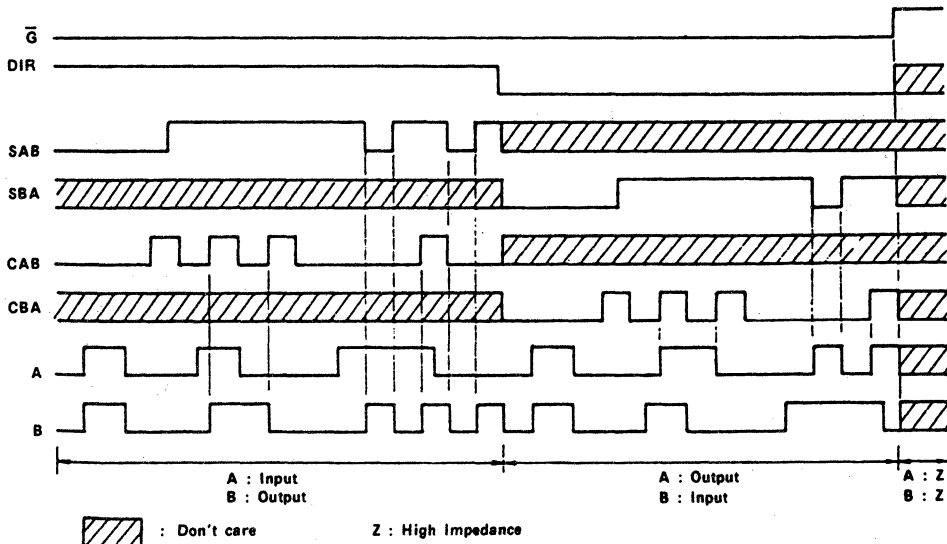 G̅
DIR
SAB
SBA
CAB
CBA
A
B
A : Input
B : Output
A : Output
B : Input
A : Z
B : Z
: Don't care
Z : High Impedance